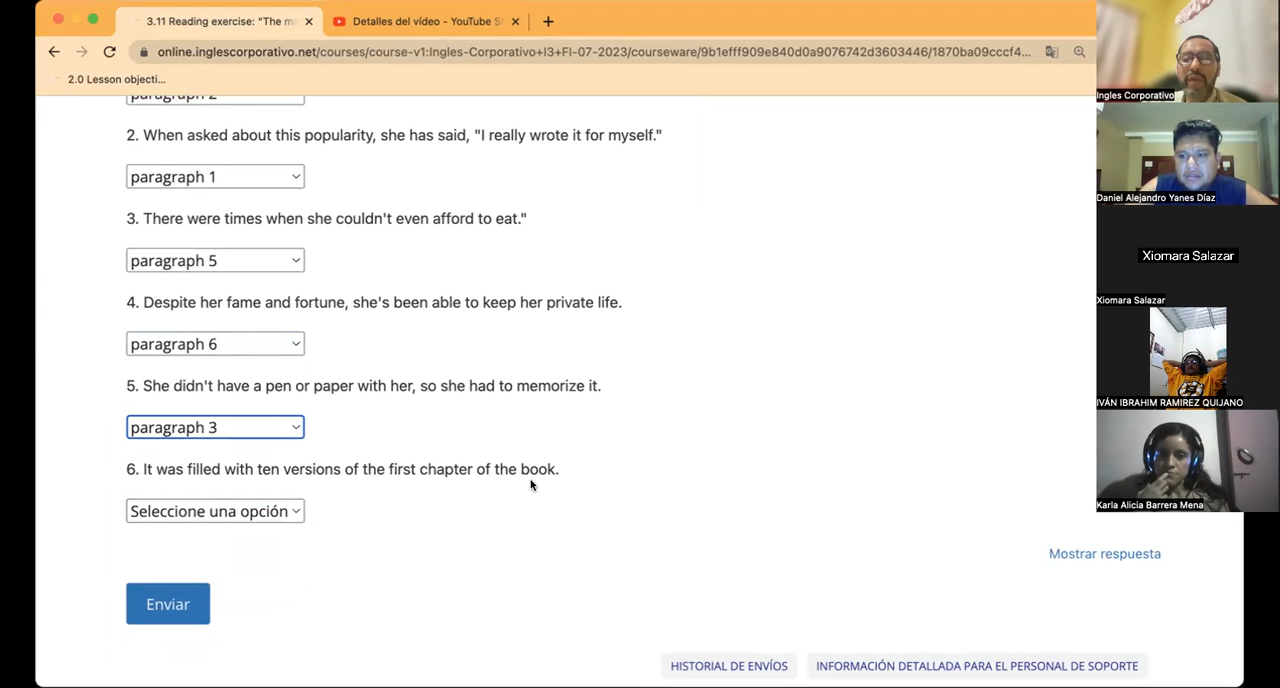 3.11 Reading exercise: "The ma
Detalles del vídeo - YouTube S
online.inglescorporativo.net/courses/course-v1:Ingles-Corporativo+I3+FI-07-2023/courseware/9b1efff909e840d0a9076742d3603446/1870ba09cccf4...
2.0 Lesson objecti...
paragraph 2
2. When asked about this popularity, she has said, "I really wrote it for myself."
paragraph 1
3. There were times when she couldn't even afford to eat."
paragraph 5
4. Despite her fame and fortune, she's been able to keep her private life.
paragraph 6
5. She didn't have a pen or paper with her, so she had to memorize it.
paragraph 3
6. It was filled with ten versions of the first chapter of the book.
Seleccione una opción
Mostrar respuesta
Enviar
HISTORIAL DE ENVÍOS
INFORMACIÓN DETALLADA PARA EL PERSONAL DE SOPORTE
Ingles Corporativo
Daniel Alejandro Yanes Díaz
Xiomara Salazar
Xiomara Salazar
IVÁN IBRAHIM RAMIREZ QUIJANO
Karla Alicia Barrera Mena